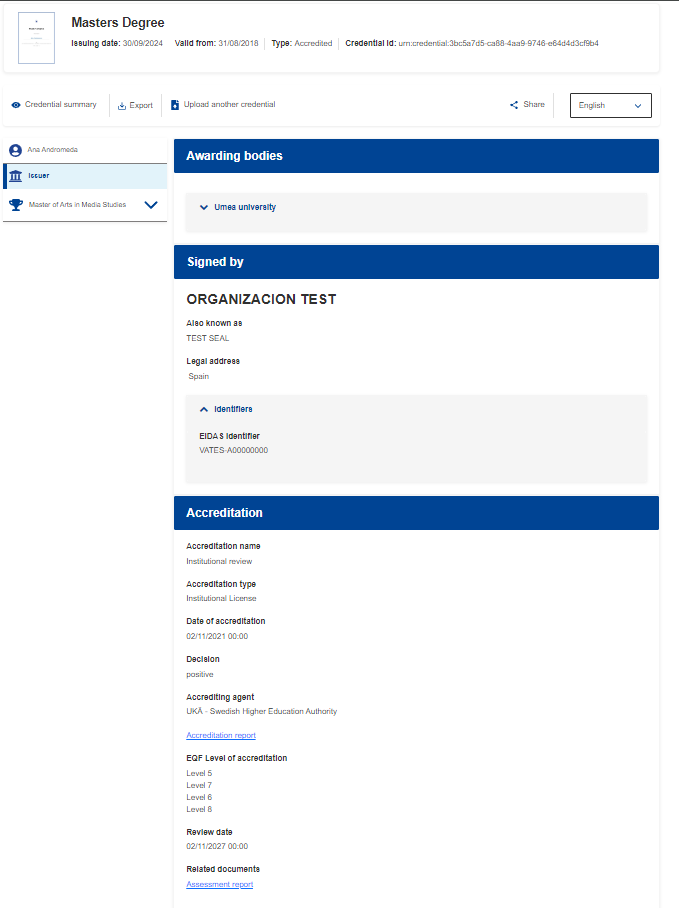 Masters Degree
Issuing date: 30/09/2024 Valid from: 31/08/2018 Type: Accredited Credential Id: urn:credential:3bc5a7d5-ca88-4aa9-9746-e64d4d3cf9b4
Credential summary Export Upload another credential Share English
Ana Andromeda
Issuer
Master of Arts in Media Studies
Awarding bodies
Umea university
Signed by
ORGANIZACION TEST
Also known as
TEST SEAL
Legal address
Spain
Identifiers
EIDAS Identifier
VATES-A00000000
Accreditation
Accreditation name
Institutional review
Accreditation type
Institutional License
Date of accreditation
02/11/2021 00:00
Decision
positive
Accrediting agent
UKÄ - Swedish Higher Education Authority
Accreditation report
EQF Level of accreditation
Level 5
Level 7
Level 6
Level 8
Review date
02/11/2027 00:00
Related documents
Assessment report